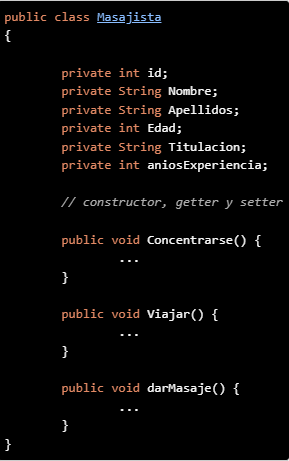 public class Masajista
{
private int id;
private String Nombre;
private String Apellidos;
private int Edad;
private String Titulacion;
private int aniosExperiencia;
// constructor, getter y setter
public void Concentrarse() {
...
}
public void Viajar() {
...
}
public void darMasaje() {
...
}
}